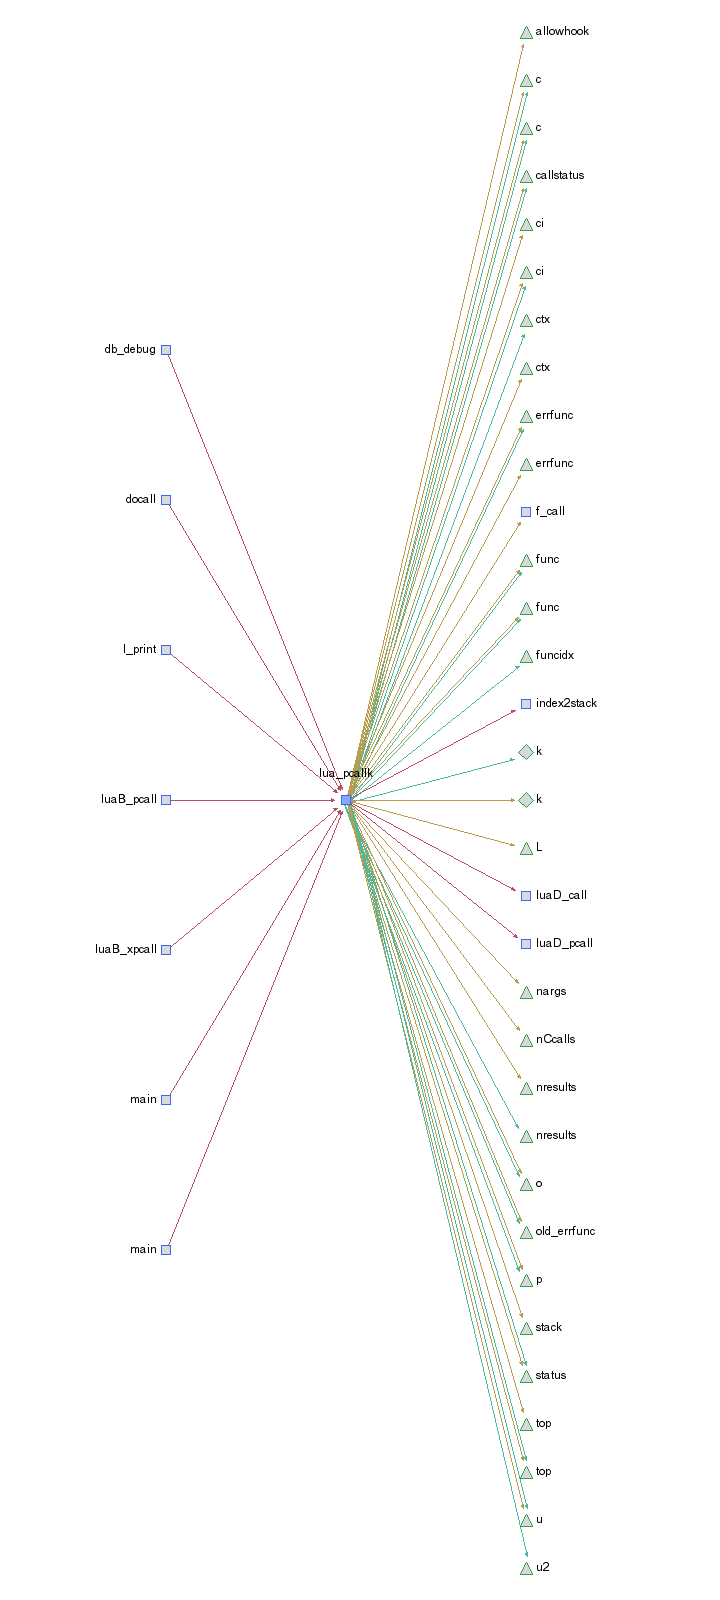 allowhook
c
c
callstatus
ci
ci
ctx
db_debug
ctx
errfunc
errfunc
docall
f_call
func
func
l_print
funcidx
index2stack
k
lua_pcallk
luaB_pcall
k
L
luaD_call
luaB_xpcall
luaD_pcall
nargs
nCcalls
main
nresults
nresults
o
old_errfunc
main
p
stack
status
top
top
u
u2